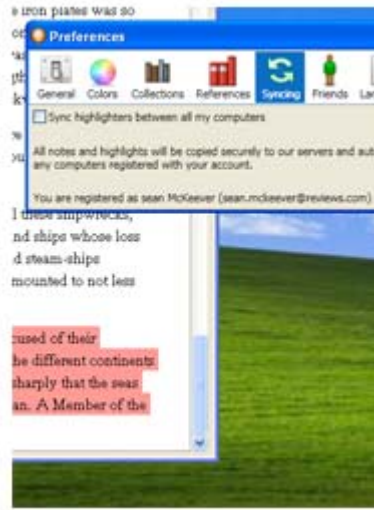 e iron plates was so
Preferences
General Colors Collections References Syncing Friends
Sync highlighters between all my computers
All notes and highlights will be copied securely to our servers and
any computers registered with your account.
You are registered as sean McKeever (sean.mckeever@reviews.com)
l these shipwrecks,
nd ships whose loss
d steam-ships
mounted to not less
cused of their
he different continents
sharply that the seas
an. A Member of the